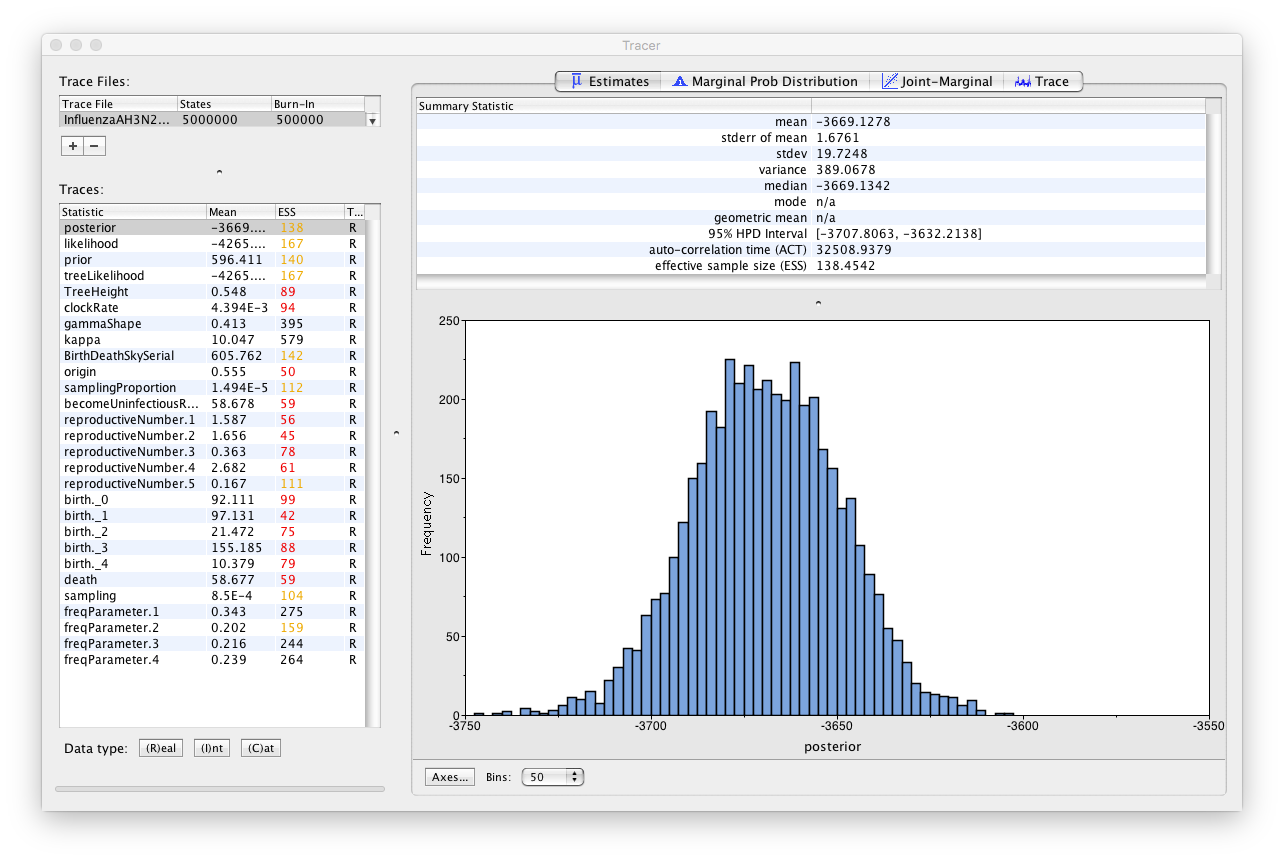 Tracer
Trace Files:
Trace File States Burn-In
InfluenzaAH3N2... 5000000 500000
+ −
Traces:
Statistic Mean ESS T...
posterior -3669.... 138 R
likelihood -4265.... 167 R
prior 596.411 140 R
treeLikelihood -4265.... 167 R
TreeHeight 0.548 89 R
clockRate 4.394E-3 94 R
gammaShape 0.413 395 R
kappa 10.047 579 R
BirthDeathSkySerial 605.762 142 R
origin 0.555 50 R
samplingProportion 1.494E-5 112 R
becomeUninfectiousR... 58.678 59 R
reproductiveNumber.1 1.587 56 R
reproductiveNumber.2 1.656 45 R
reproductiveNumber.3 0.363 78 R
reproductiveNumber.4 2.682 61 R
reproductiveNumber.5 0.167 111 R
birth._0 92.111 99 R
birth._1 97.131 42 R
birth._2 21.472 75 R
birth._3 155.185 88 R
birth._4 10.379 79 R
death 58.677 59 R
sampling 8.5E-4 104 R
freqParameter.1 0.343 275 R
freqParameter.2 0.202 159 R
freqParameter.3 0.216 244 R
freqParameter.4 0.239 264 R
Data type: (R)eal (I)nt (C)at
Estimates Marginal Prob Distribution Joint-Marginal Trace
Summary Statistic
mean -3669.1278
stderr of mean 1.6761
stdev 19.7248
variance 389.0678
median -3669.1342
mode n/a
geometric mean n/a
95% HPD Interval [-3707.8063, -3632.2138]
auto-correlation time (ACT) 32508.9379
effective sample size (ESS) 138.4542
250
200
150
100
50
0
Frequency
-3750 -3700 -3650 -3600 -3550
posterior
Axes... Bins: 50